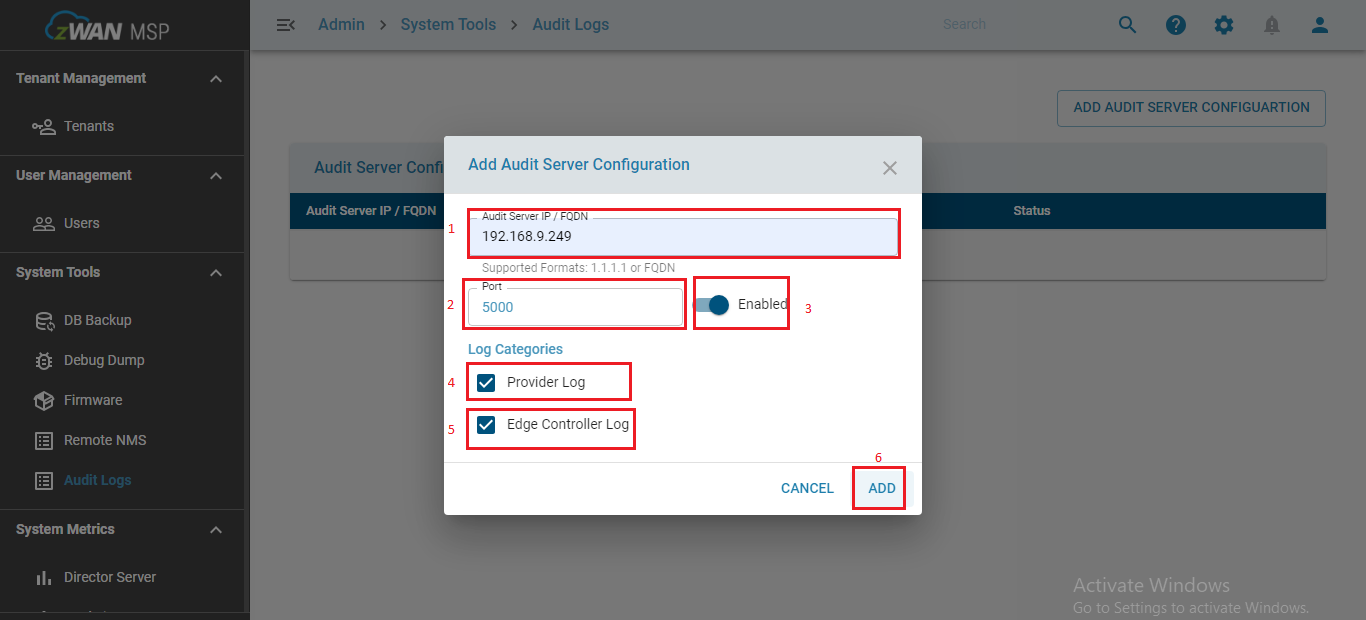 zWAN MSP
Admin > System Tools > Audit Logs
Search
Tenant Management
Tenants
User Management
Users
System Tools
DB Backup
Debug Dump
Firmware
Remote NMS
Audit Logs
System Metrics
Director Server
ADD AUDIT SERVER CONFIGUARTION
Audit Server Confi
Audit Server IP / FQDN
Status
Add Audit Server Configuration
1
Audit Server IP / FQDN
192.168.9.249
Supported Formats: 1.1.1.1 or FQDN
2
Port
5000
Enabled
3
Log Categories
4
Provider Log
5
Edge Controller Log
6
CANCEL
ADD
Activate Windows
Go to Settings to activate Windows.